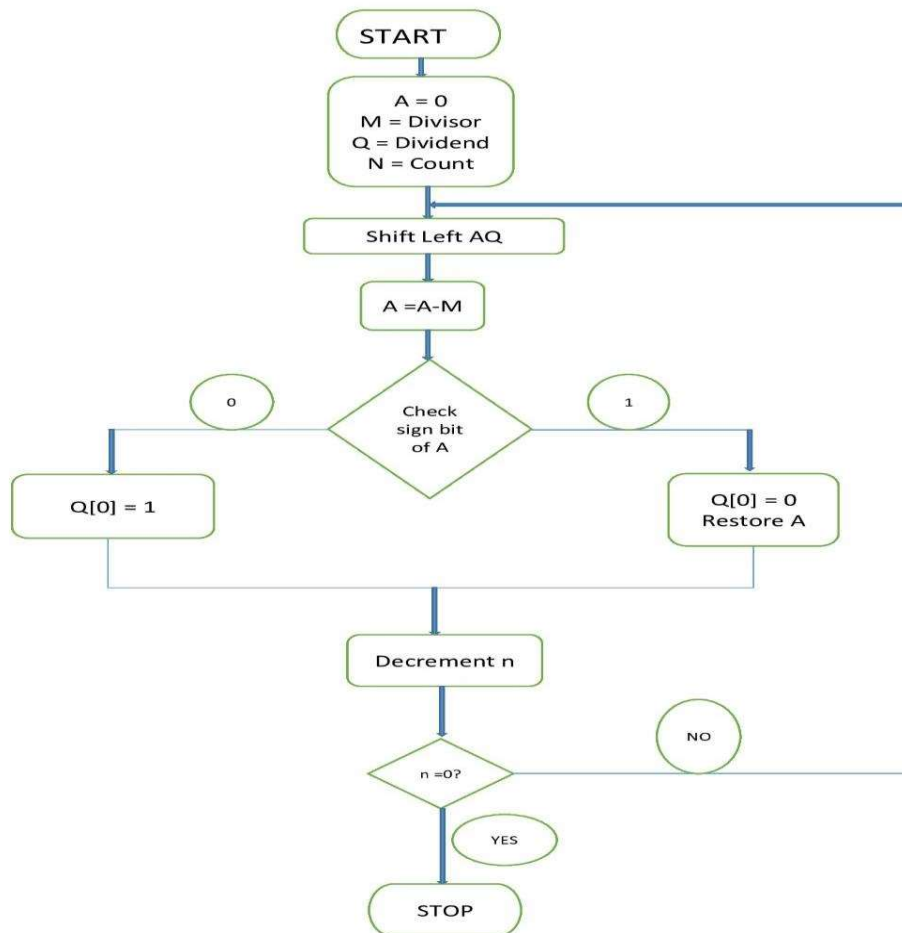 START
A = 0
M = Divisor
Q = Dividend
N = Count
Shift Left AQ
A =A-M
0
Check
sign bit
of A
1
Q[0] = 1
Q[0] = 0
Restore A
Decrement n
n =0?
NO
YES
STOP